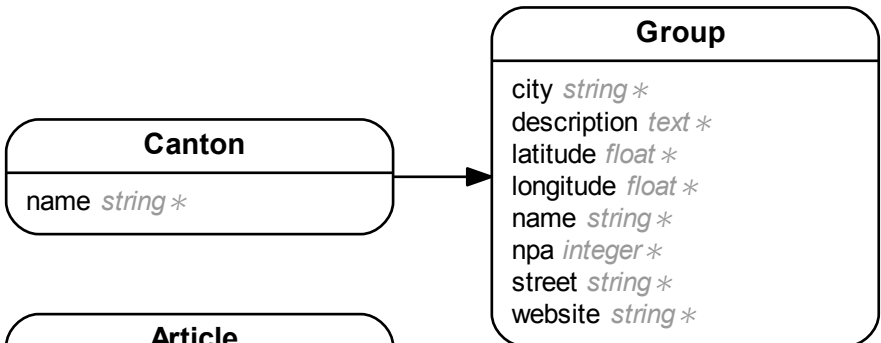 Group
city string ∗
description text ∗
latitude float ∗
longitude float ∗
name string ∗
npa integer ∗
street string ∗
website string ∗
Canton
name string ∗
Article